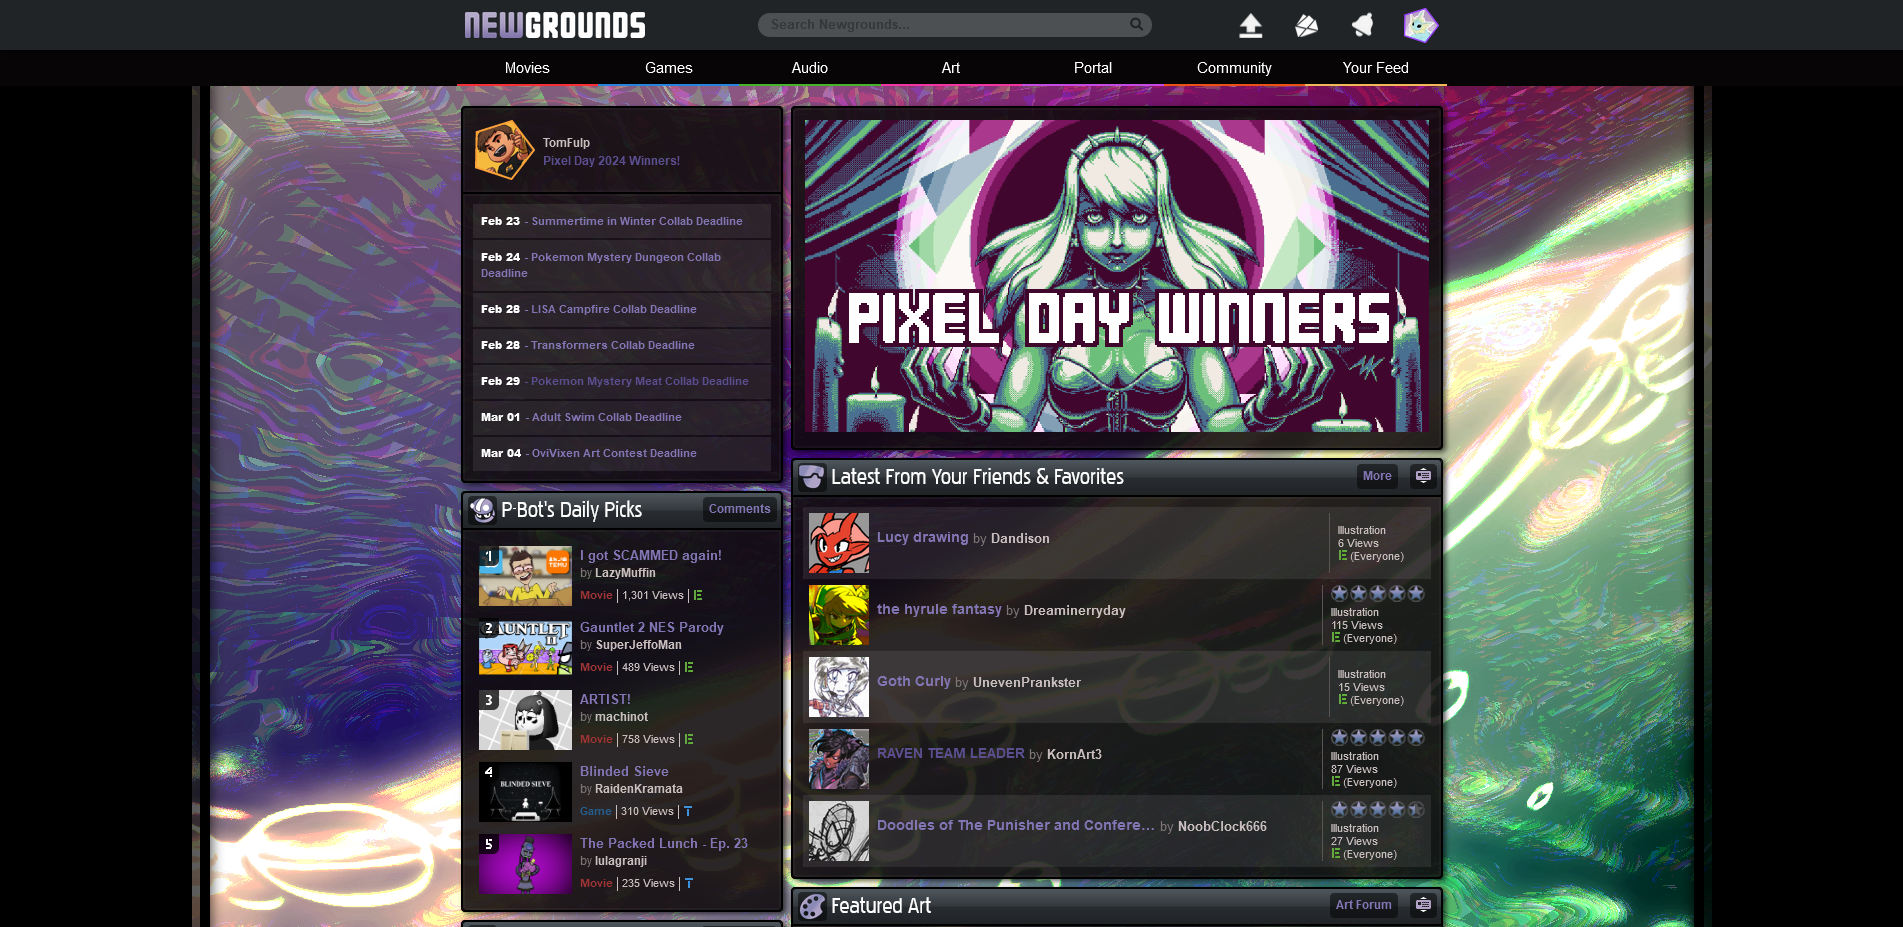 NEWGROUNDS
Search Newgrounds...
Movies
Games
Audio
Art
Portal
Community
Your Feed
TomFulp
Pixel Day 2024 Winners!
Feb 23 - Summertime in Winter Collab Deadline
Feb 24 - Pokemon Mystery Dungeon Collab
Deadline
Feb 28 - LISA Campfire Collab Deadline
Feb 28 - Transformers Collab Deadline
Feb 29 - Pokemon Mystery Meat Collab Deadline
Mar 01 - Adult Swim Collab Deadline
Mar 04 - OviVixen Art Contest Deadline
P-Bot's Daily Picks
Comments
1
I got SCAMMED again!
by LazyMuffin
Movie | 1,301 Views | E
2
GAUNTLET II
Gauntlet 2 NES Parody
by SuperJeffoMan
Movie | 489 Views | E
3
ARTIST!
by machinot
Movie | 758 Views | E
4
BLINDED SIEVE
Blinded Sieve
by RaidenKramata
Game | 310 Views | T
5
The Packed Lunch - Ep. 23
by lulagranji
Movie | 235 Views | T
PIXEL DAY WINNERS
Latest From Your Friends & Favorites
More
Lucy drawing by Dandison
Illustration
6 Views
E (Everyone)
the hyrule fantasy by Dreaminerryday
Illustration
115 Views
E (Everyone)
Goth Curly by UnevenPrankster
Illustration
15 Views
E (Everyone)
RAVEN TEAM LEADER by KornArt3
Illustration
87 Views
E (Everyone)
Doodles of The Punisher and Confere... by NoobClock666
Illustration
27 Views
E (Everyone)
Featured Art
Art Forum